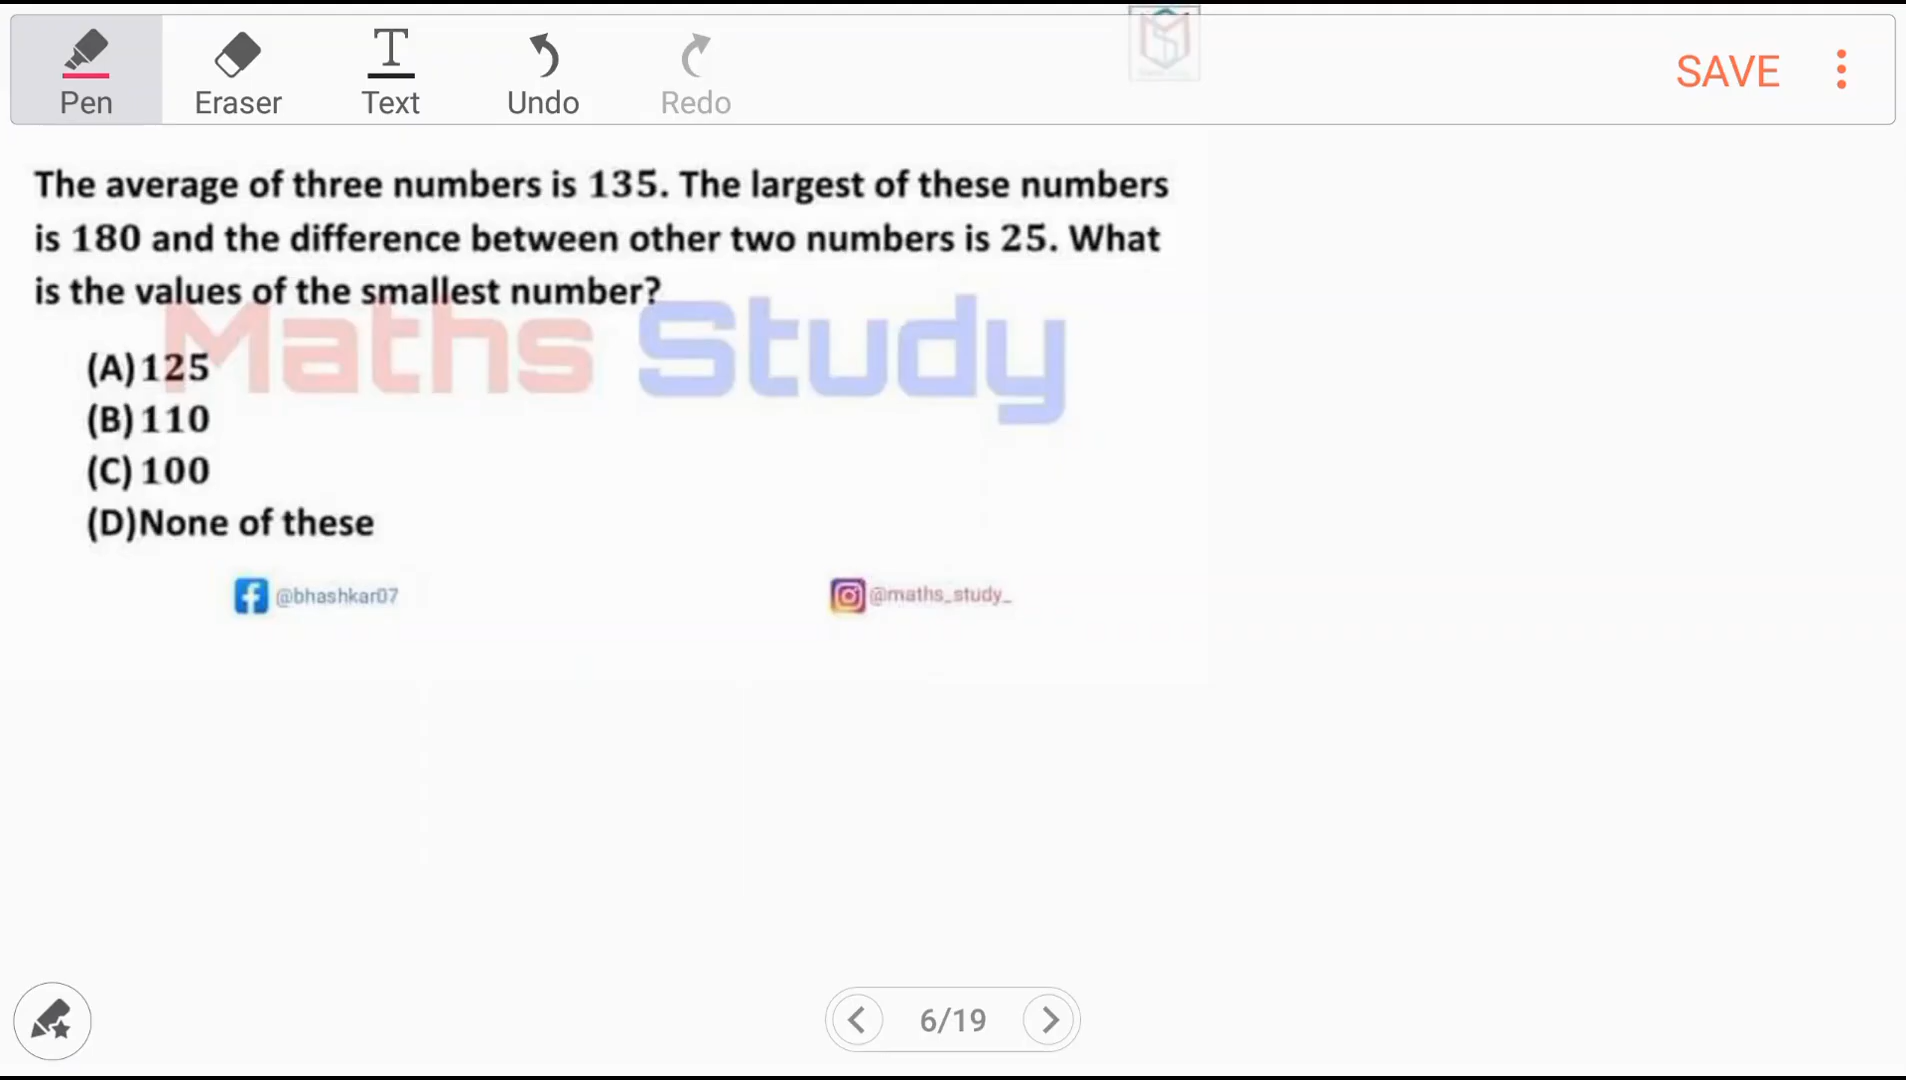 Pen Eraser Text Undo Redo SAVE
The average of three numbers is 135. The largest of these numbers
is 180 and the difference between other two numbers is 25. What
is the values of the smallest number?
Maths Study
(A) 125
(B) 110
(C) 100
(D) None of these
@bhashkar07 @maths_study_
6/19